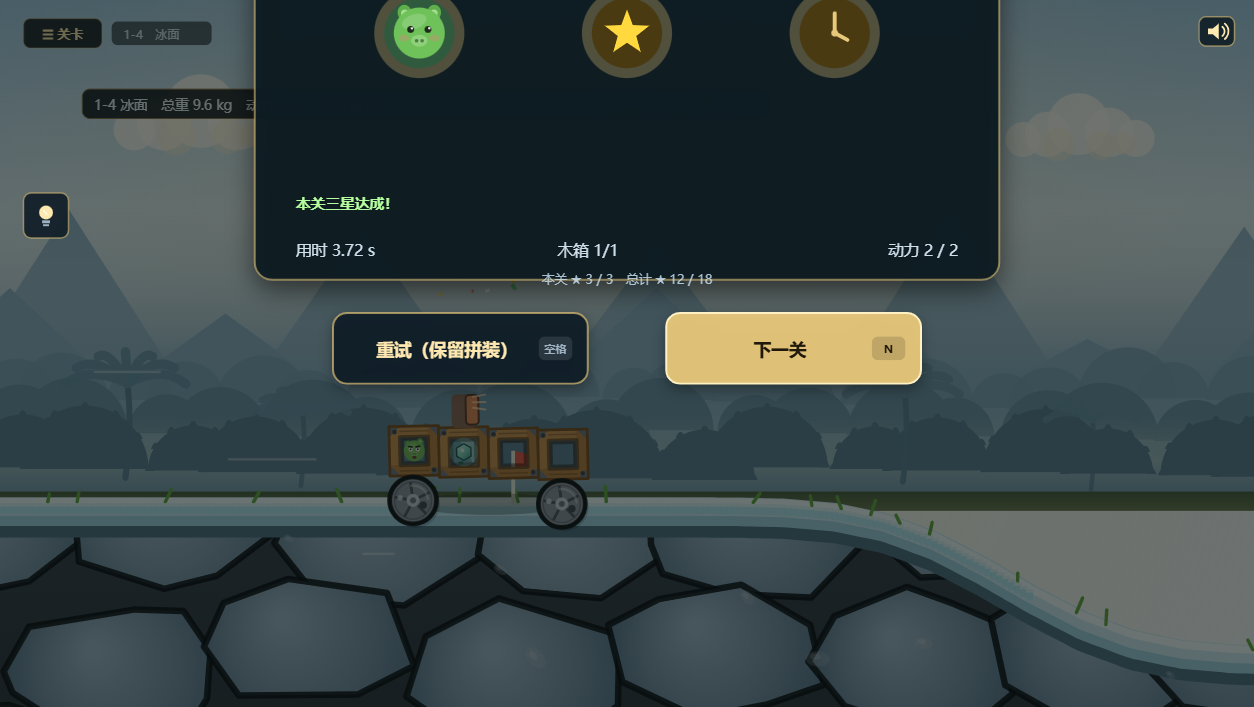 ☰ 关卡
1-4 冰面
1-4 冰面 总重 9.6 kg
本关三星达成!
用时 3.72 s
木箱 1/1
动力 2 / 2
本关 ★ 3 / 3 总计 ★ 12 / 18
重试（保留拼装） 空格
下一关 N